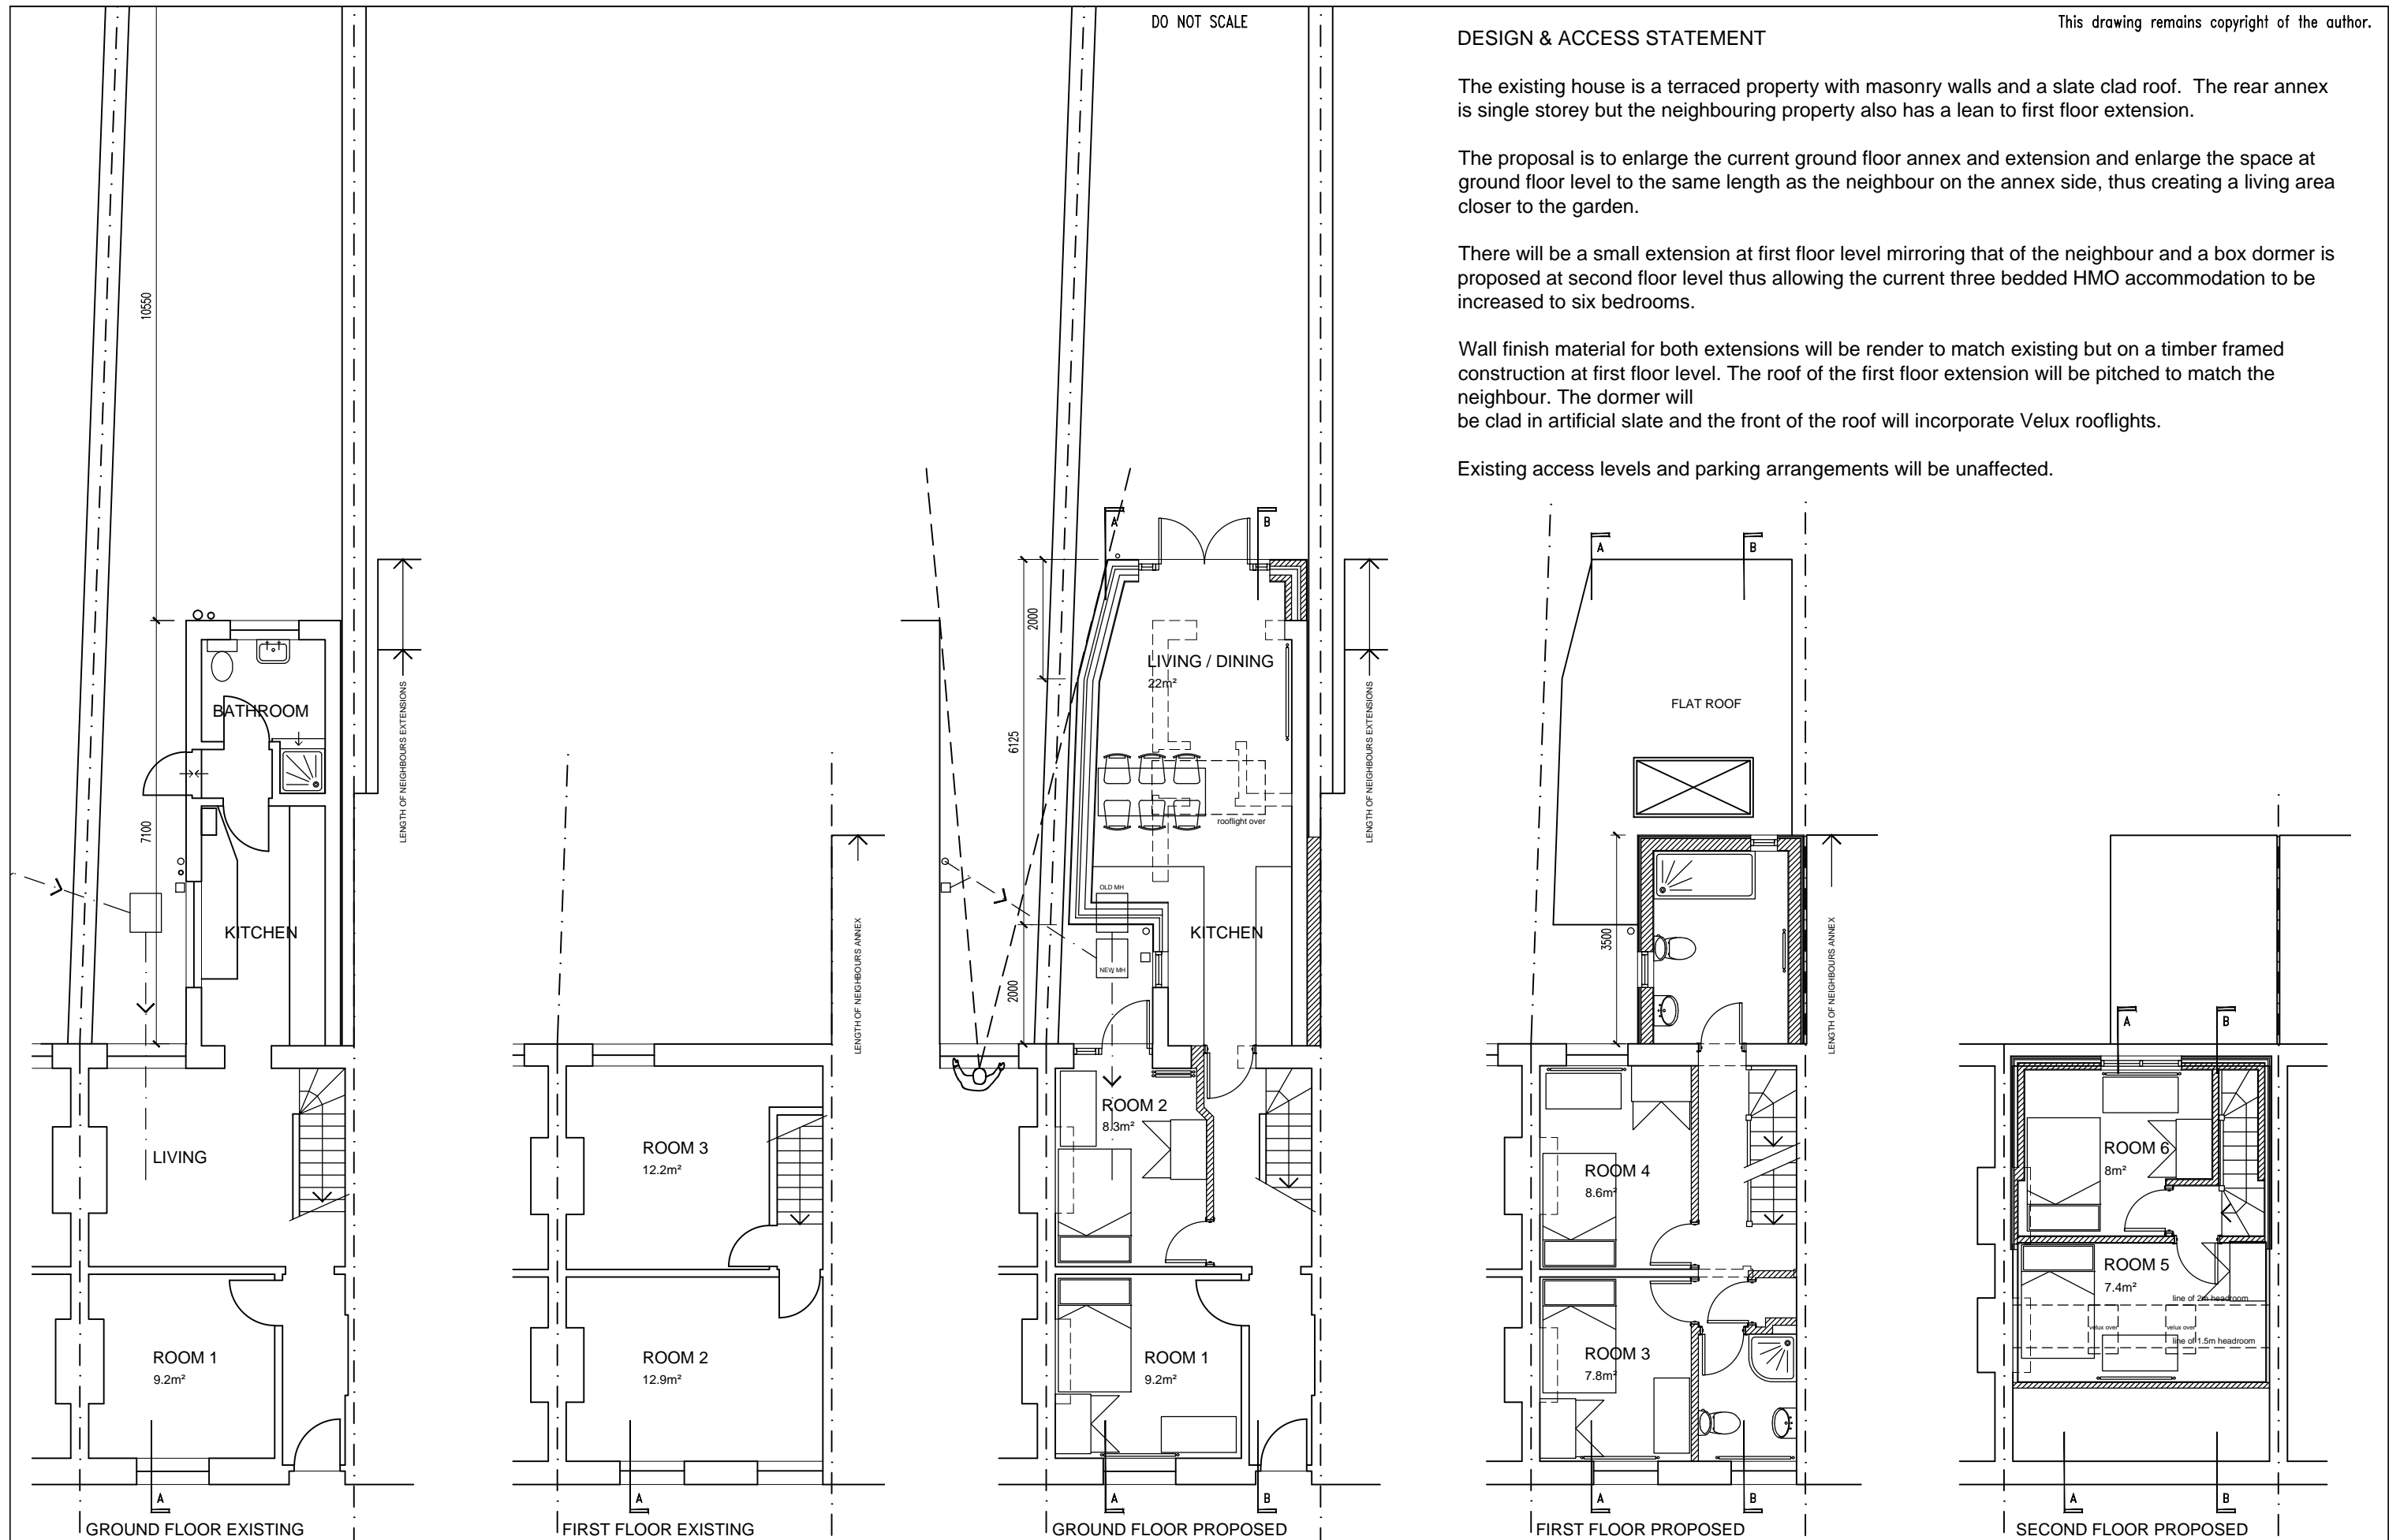 DO NOT SCALE
This drawing remains copyright of the author.
DESIGN & ACCESS STATEMENT
The existing house is a terraced property with masonry walls and a slate clad roof. The rear annex
is single storey but the neighbouring property also has a lean to first floor extension.
The proposal is to enlarge the current ground floor annex and extension and enlarge the space at
ground floor level to the same length as the neighbour on the annex side, thus creating a living area
closer to the garden.
There will be a small extension at first floor level mirroring that of the neighbour and a box dormer is
proposed at second floor level thus allowing the current three bedded HMO accommodation to be
increased to six bedrooms.
Wall finish material for both extensions will be render to match existing but on a timber framed
construction at first floor level. The roof of the first floor extension will be pitched to match the
neighbour. The dormer will
be clad in artificial slate and the front of the roof will incorporate Velux rooflights.
Existing access levels and parking arrangements will be unaffected.
10550
BATHROOM
7100
KITCHEN
LENGTH OF NEIGHBOURS EXTENSIONS
LIVING
ROOM 1
9.2m²
A
GROUND FLOOR EXISTING
LENGTH OF NEIGHBOURS ANNEX
ROOM 3
12.2m²
ROOM 2
12.9m²
A
FIRST FLOOR EXISTING
A
B
2000
LIVING / DINING
22m²
6125
rooflight over
LENGTH OF NEIGHBOURS EXTENSIONS
OLD MH
KITCHEN
NEW MH
2000
ROOM 2
8.3m²
ROOM 1
9.2m²
A
B
GROUND FLOOR PROPOSED
A
B
FLAT ROOF
3500
LENGTH OF NEIGHBOURS ANNEX
ROOM 4
8.6m²
ROOM 3
7.8m²
A
B
FIRST FLOOR PROPOSED
A
B
ROOM 6
8m²
ROOM 5
7.4m²
line of 2m headroom
velux over
velux over
line of 1.5m headroom
A
B
SECOND FLOOR PROPOSED